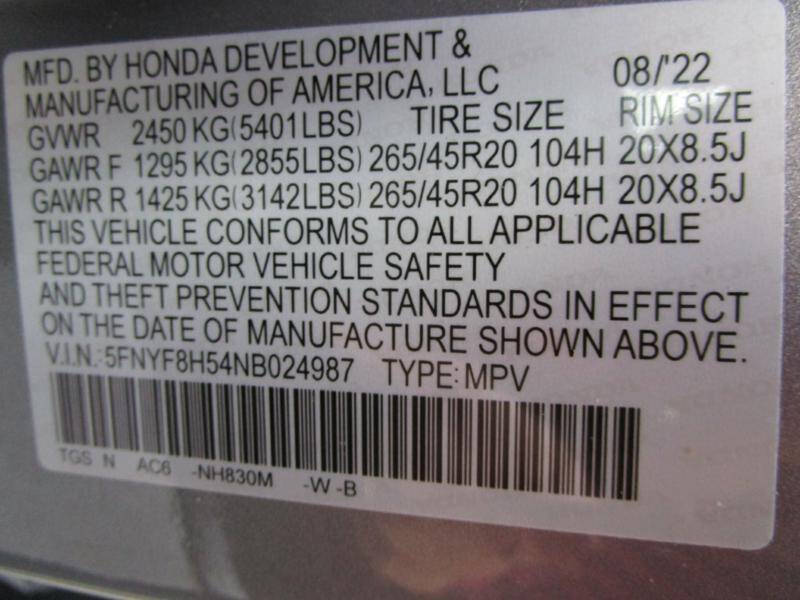 MFD. BY HONDA DEVELOPMENT &
MANUFACTURING OF AMERICA, LLC 08/'22
GVWR 2450 KG(5401LBS) TIRE SIZE RIM SIZE
GAWR F 1295 KG(2855LBS) 265/45R20 104H 20X8.5J
GAWR R 1425 KG(3142LBS) 265/45R20 104H 20X8.5J
THIS VEHICLE CONFORMS TO ALL APPLICABLE
FEDERAL MOTOR VEHICLE SAFETY
AND THEFT PREVENTION STANDARDS IN EFFECT
ON THE DATE OF MANUFACTURE SHOWN ABOVE.
V.I.N.:5FNYF8H54NB024987 TYPE:MPV
TGS N AC6 -NH830M -W -B